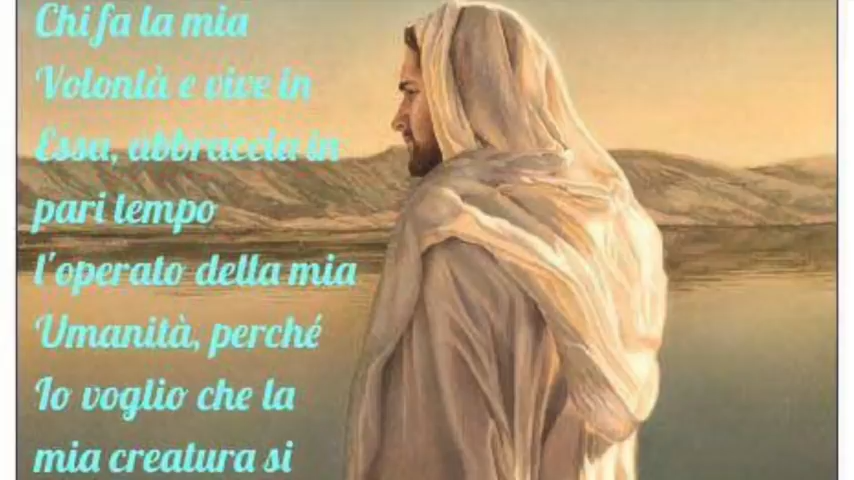 Chi fa la mia
Volontà e vive in
Essa, abbraccia in
pari tempo
l'operato della mia
Umanità, perché
Io voglio che la
mia creatura si